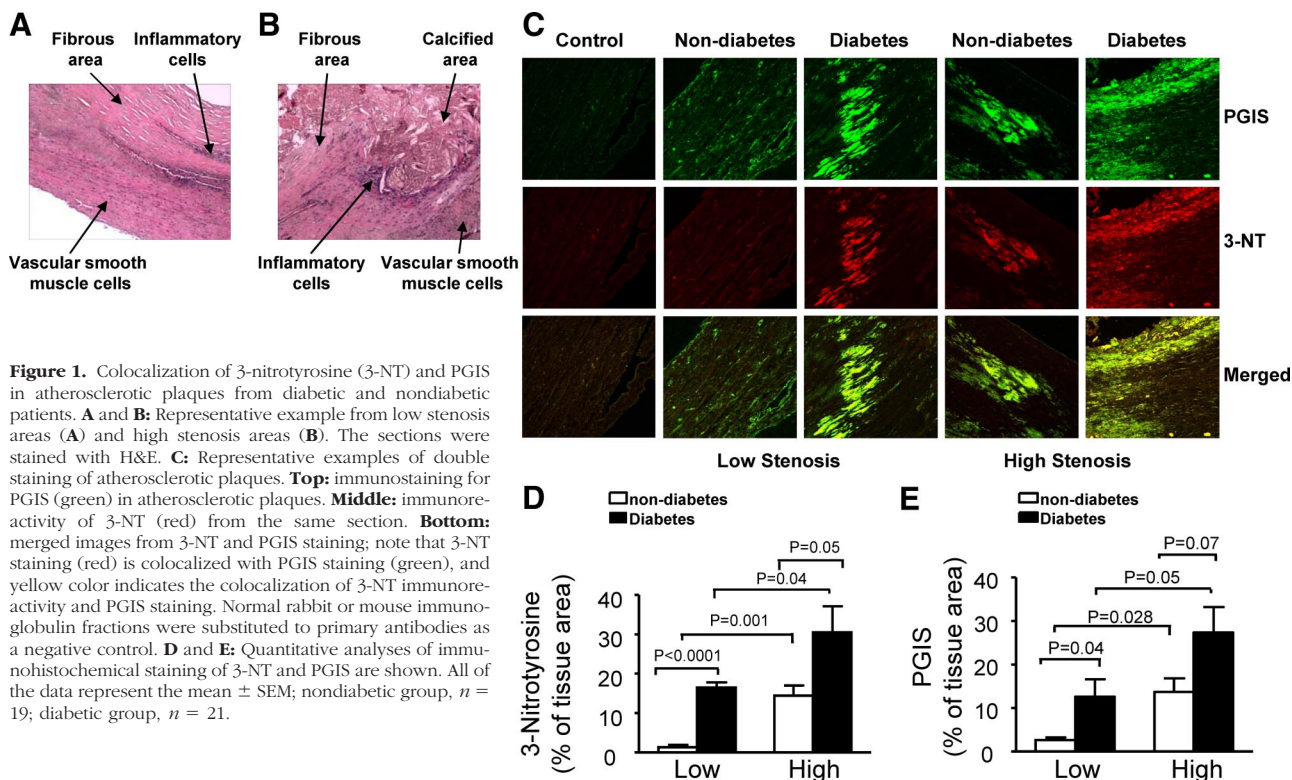 A
Fibrous
area
Inflammatory
cells
Vascular smooth
muscle cells
B
Fibrous
area
Calcified
area
Inflammatory
cells
Vascular smooth
muscle cells
C
Control
Non-diabetes
Diabetes
Non-diabetes
Diabetes
PGIS
3-NT
Merged
Low Stenosis
High Stenosis
Figure 1. Colocalization of 3-nitrotyrosine (3-NT) and PGIS
in atherosclerotic plaques from diabetic and nondiabetic
patients. A and B: Representative example from low stenosis
areas (A) and high stenosis areas (B). The sections were
stained with H&E. C: Representative examples of double
staining of atherosclerotic plaques. Top: immunostaining for
PGIS (green) in atherosclerotic plaques. Middle: immunore-
activity of 3-NT (red) from the same section. Bottom:
merged images from 3-NT and PGIS staining; note that 3-NT
staining (red) is colocalized with PGIS staining (green), and
yellow color indicates the colocalization of 3-NT immunore-
activity and PGIS staining. Normal rabbit or mouse immuno-
globulin fractions were substituted to primary antibodies as
a negative control. D and E: Quantitative analyses of immu-
nohistochemical staining of 3-NT and PGIS are shown. All of
the data represent the mean ± SEM; nondiabetic group, n =
19; diabetic group, n = 21.
D
non-diabetes
Diabetes
3-Nitrotyrosine
(% of tissue area)
40
30
20
10
0
P<0.0001
P=0.001
P=0.04
P=0.05
Low
High
E
non-diabetes
Diabetes
PGIS
(% of tissue area)
40
30
20
10
0
P=0.04
P=0.028
P=0.05
P=0.07
Low
High